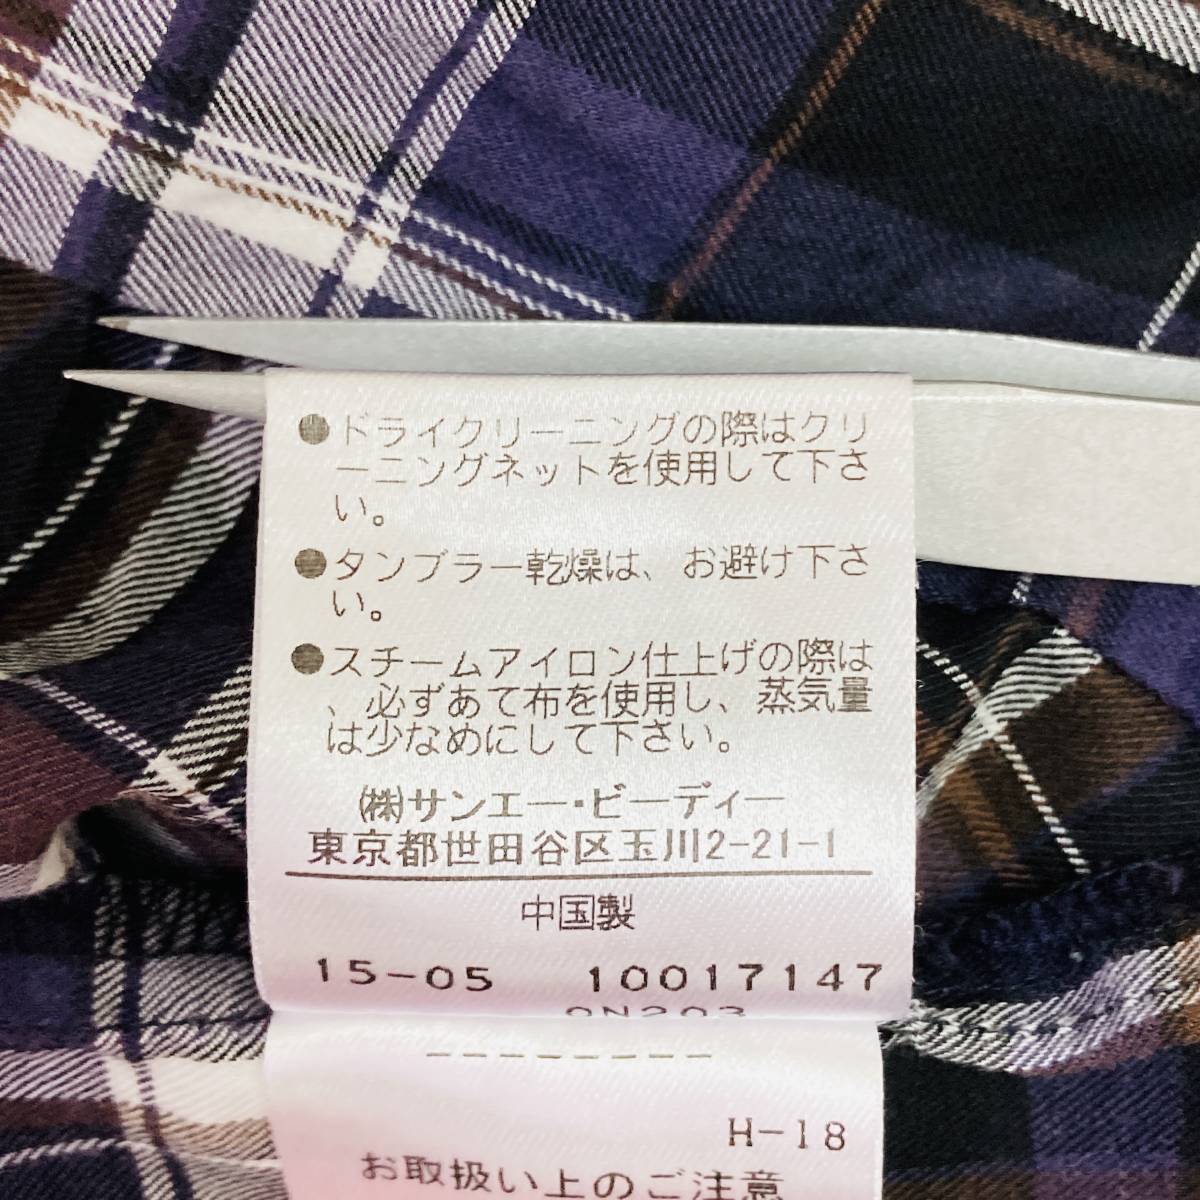 ●ドライクリーニングの際はクリ
ーニングネットを使用して下さ
い。
●タンブラー乾燥は、お避け下さ
い。
●スチームアイロン仕上げの際は
、必ずあて布を使用し、蒸気量
は少なめにして下さい。
㈱サンエー・ビーディー
東京都世田谷区玉川2-21-1
中国製
15-05 10017147
--------
H-18
お取扱い上のご注意